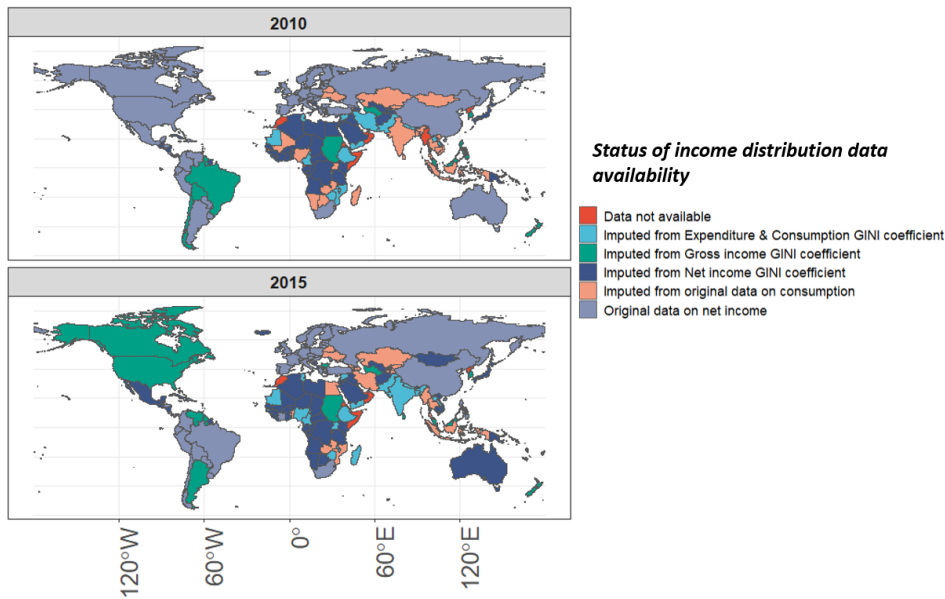 2010
Status of income distribution data
availability
Data not available
Imputed from Expenditure & Consumption GINI coefficient
Imputed from Gross income GINI coefficient
Imputed from Net income GINI coefficient
Imputed from original data on consumption
Original data on net income
2015
120°W
60°W
0°
60°E
120°E